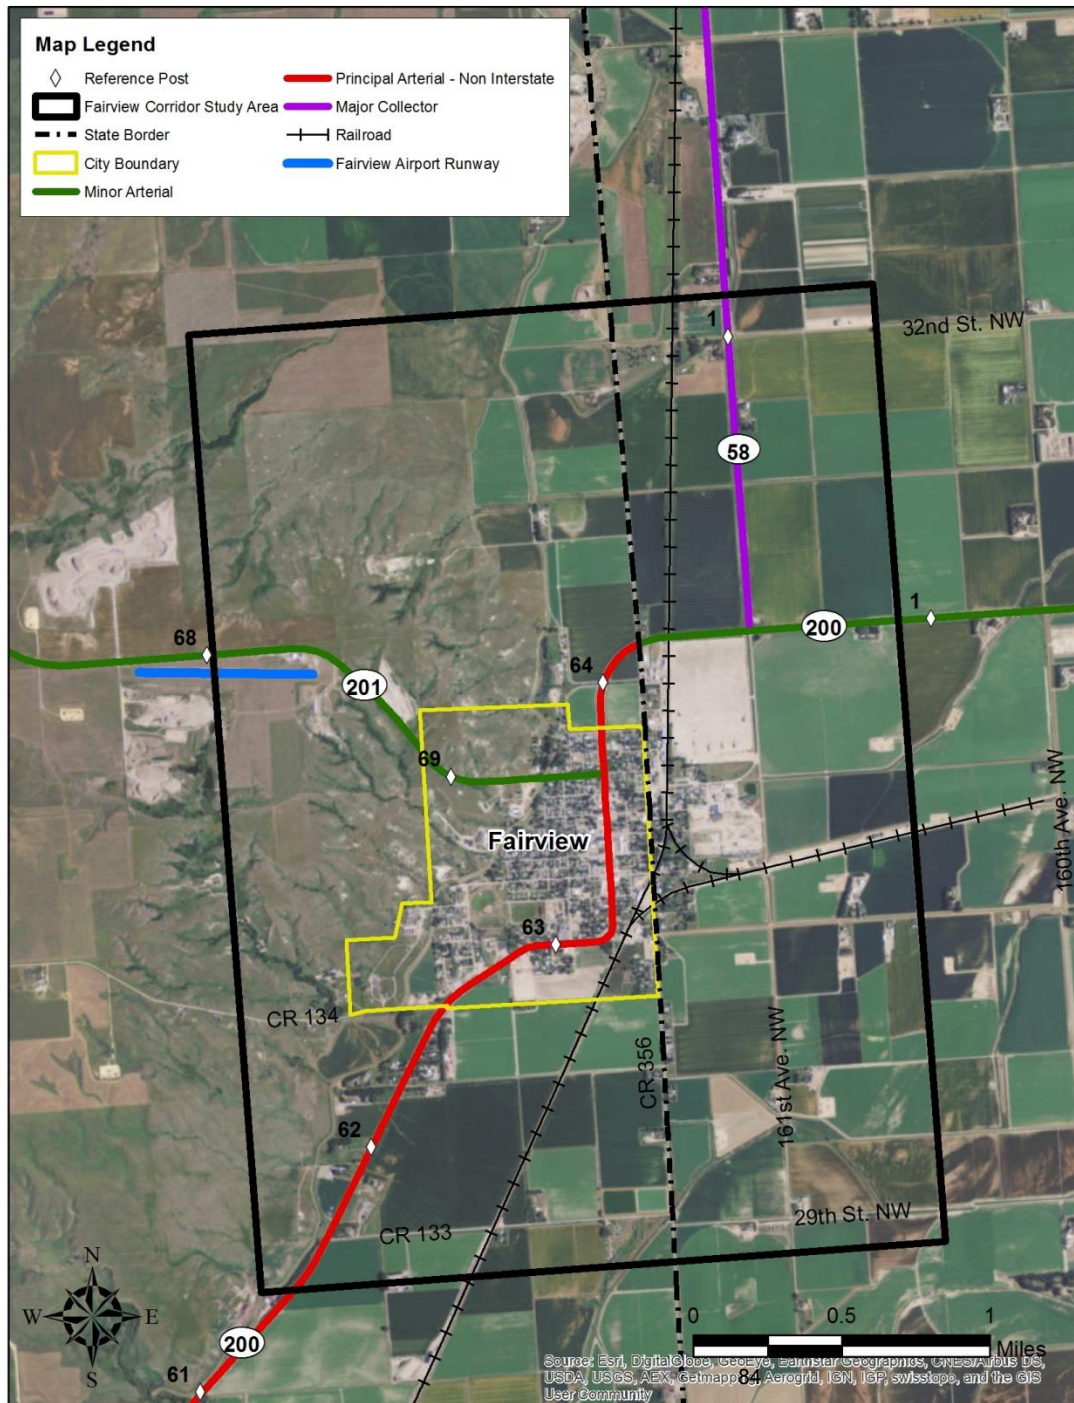 Map Legend
Reference Post
Fairview Corridor Study Area
State Border
City Boundary
Minor Arterial
Principal Arterial - Non Interstate
Major Collector
Railroad
Fairview Airport Runway
1
32nd St. NW
58
1
200
68
64
201
69
Fairview
160th Ave. NW
63
CR 134
CR 356
161st Ave. NW
62
29th St. NW
CR 133
N
W E
S
200
61
0 0.5 1
Miles
84
Source: Esri, DigitalGlobe, GeoEye, Earthstar Geographics, CNES/Airbus DS,
USDA, USGS, AEX, Getmapping, Aerogrid, IGN, IGP, swisstopo, and the GIS
User Community